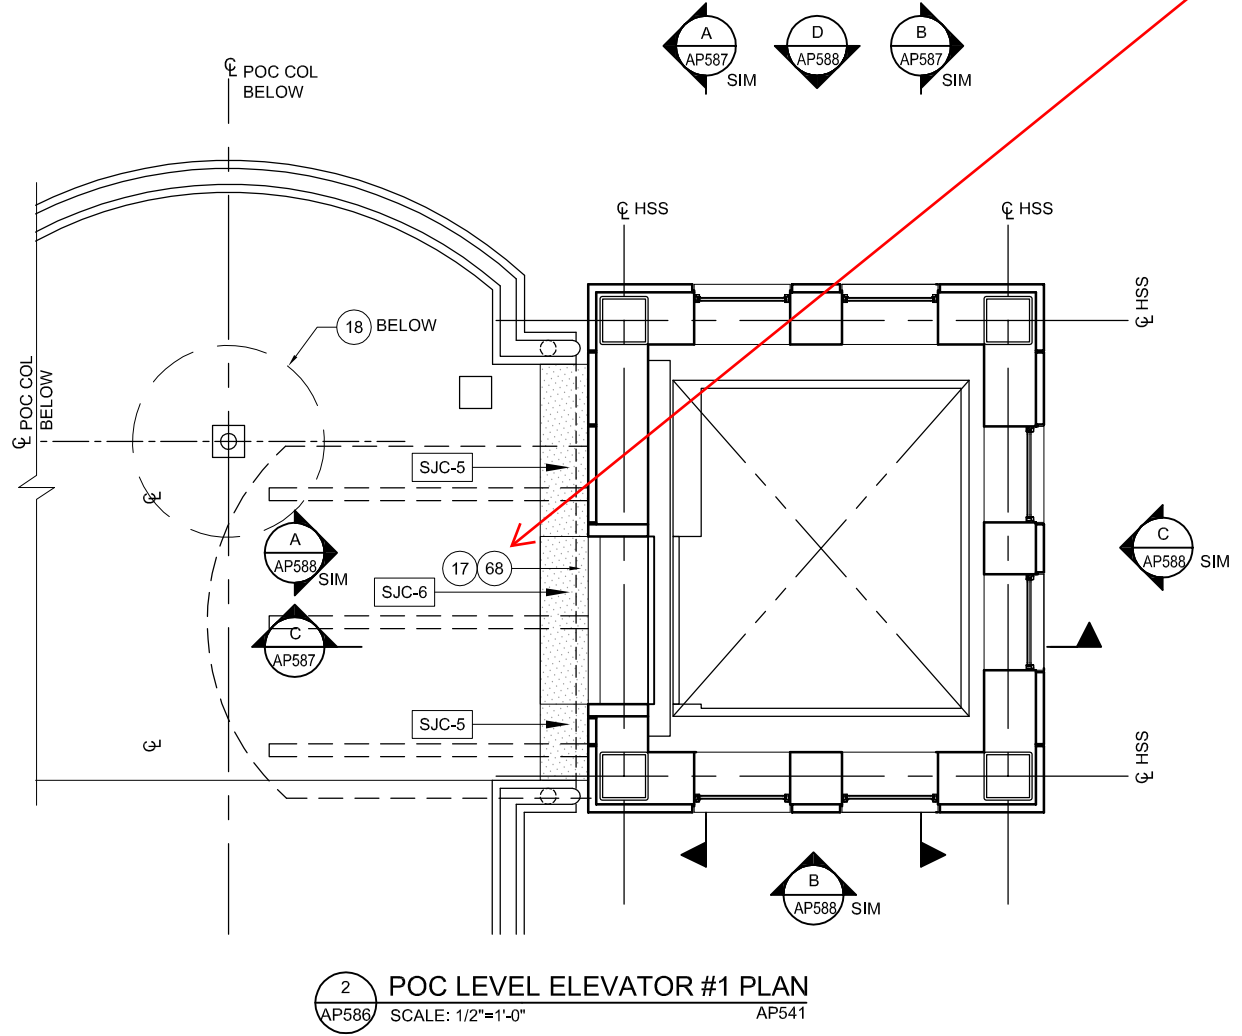 A
AP587
SIM
D
AP588
B
AP587
SIM
℄ POC COL
BELOW
℄ HSS
℄ HSS
℄ HSS
18 BELOW
℄ POC COL
BELOW
SJC-5
℄
A
AP588
SIM
17 68
SJC-6
C
AP587
C
AP588
SIM
SJC-5
℄
℄ HSS
B
AP588
SIM
2
AP586
POC LEVEL ELEVATOR #1 PLAN
SCALE: 1/2"=1'-0"
AP541